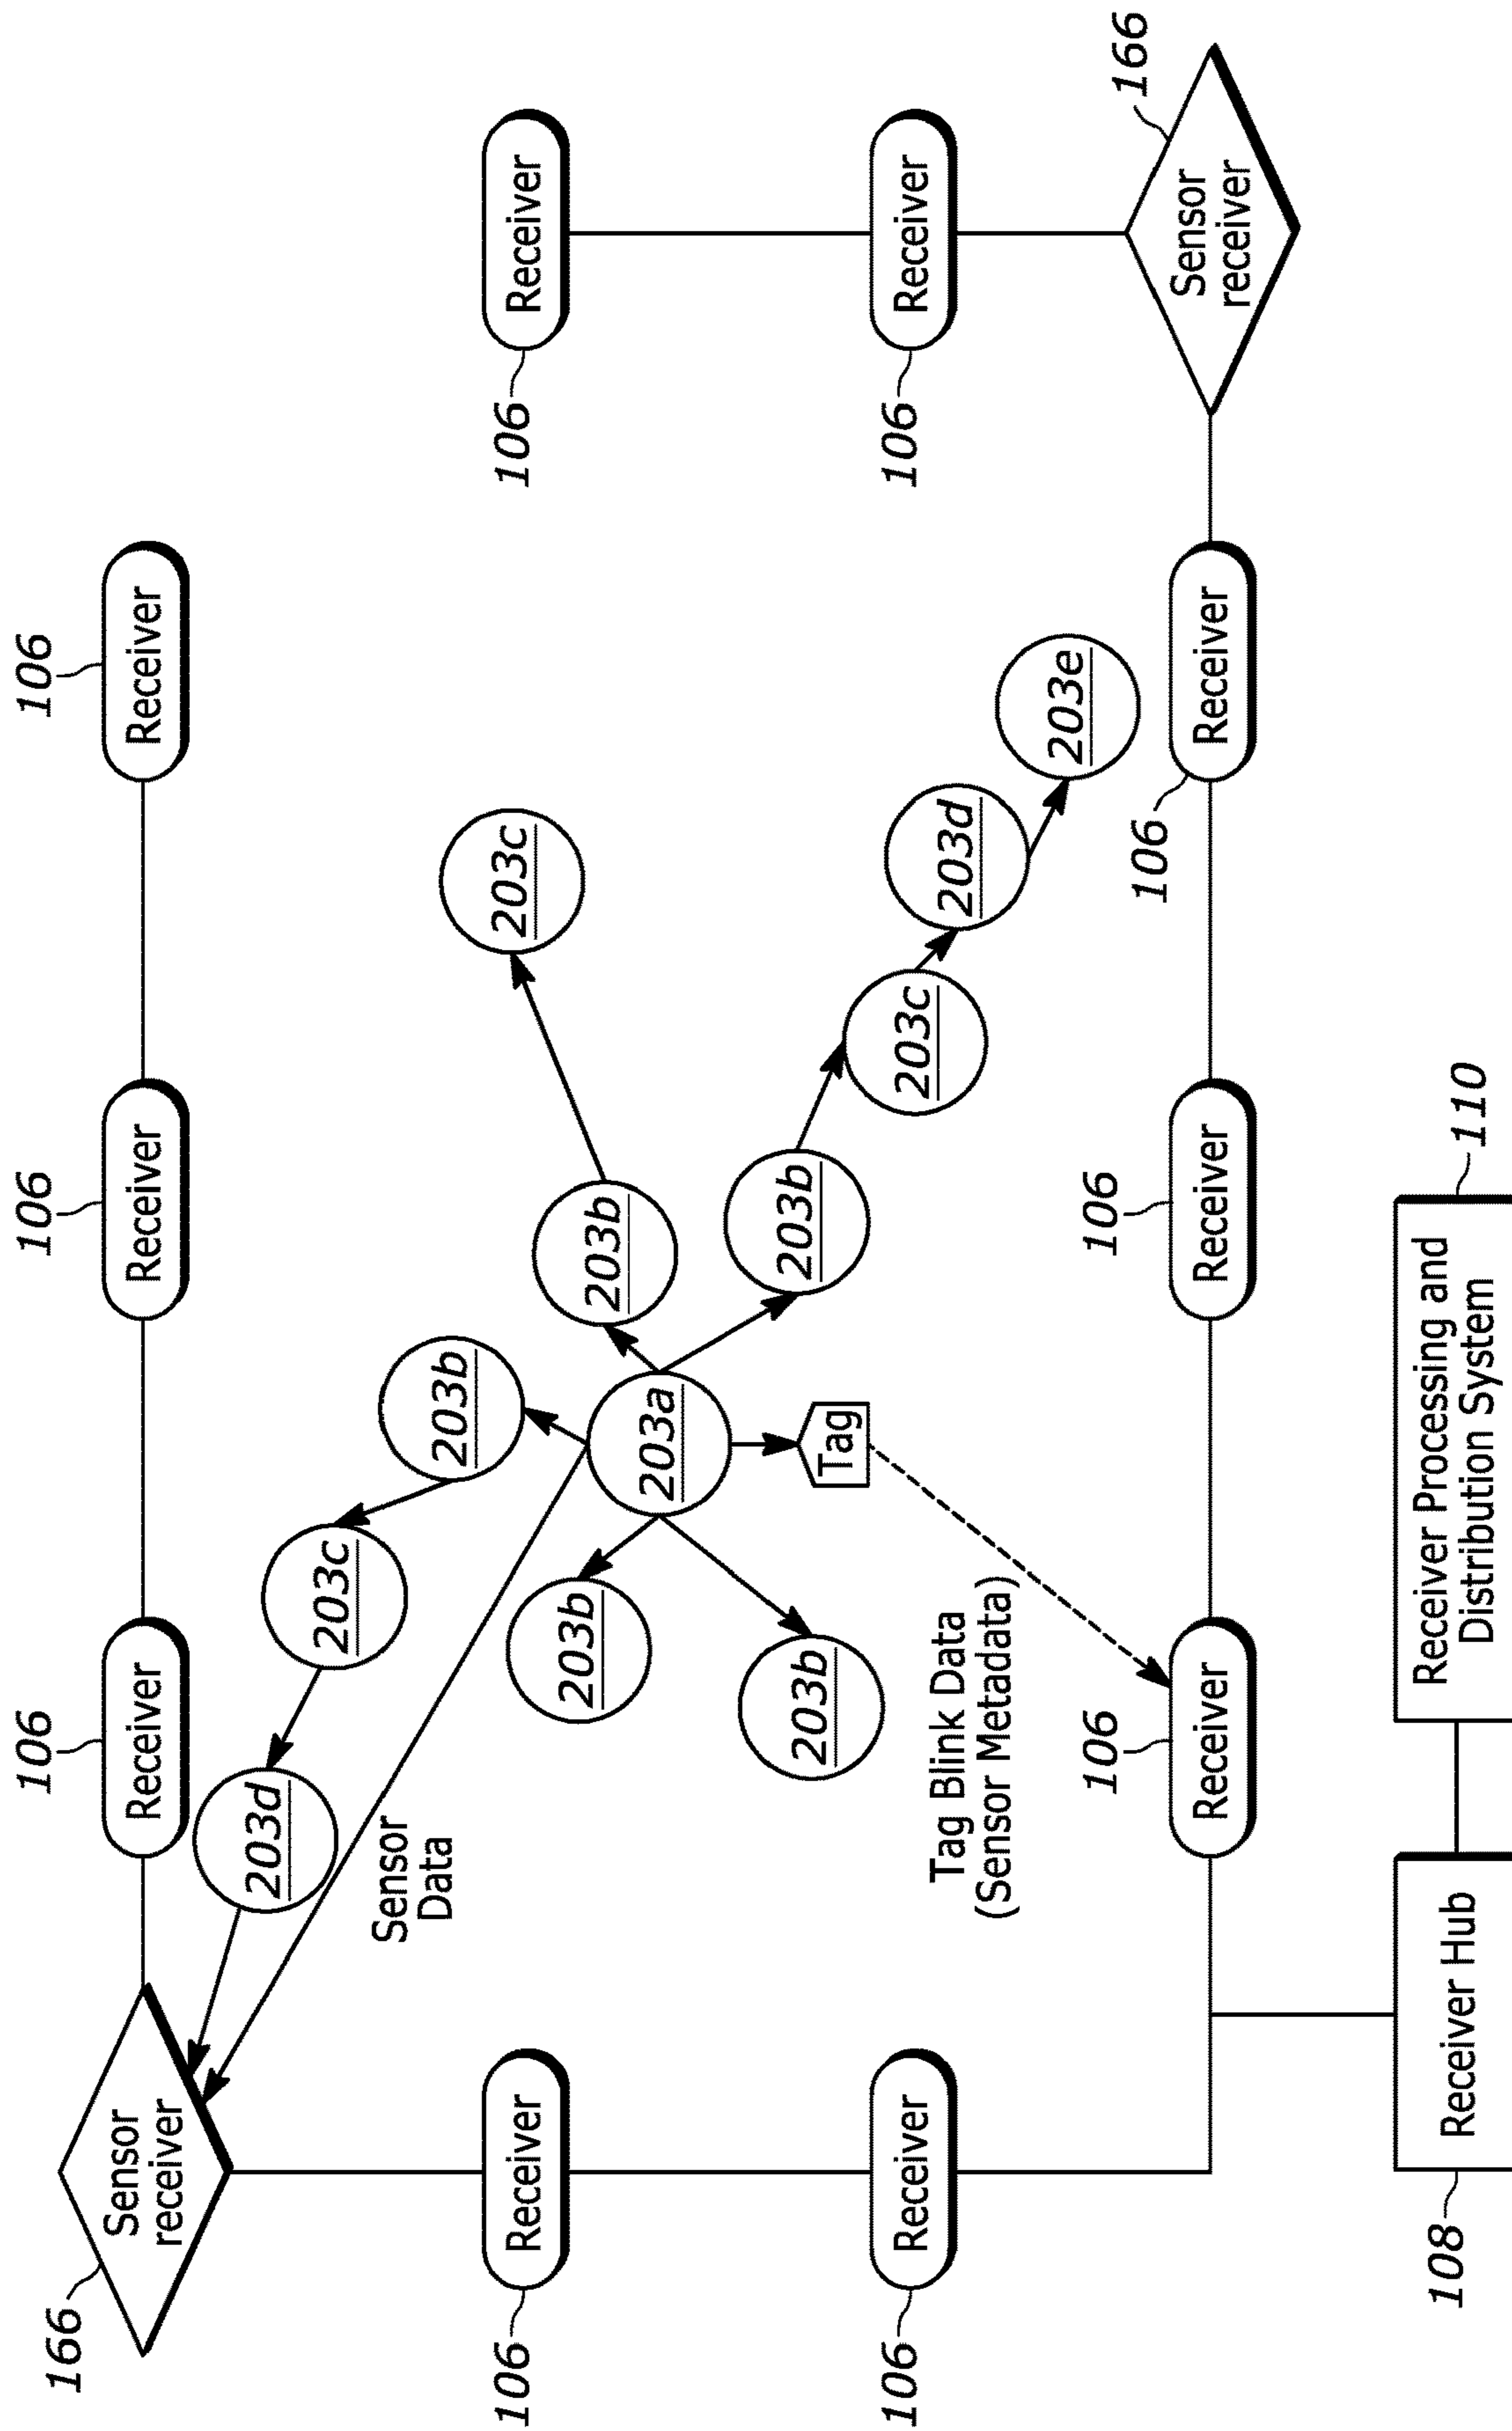 166
106
106
106
Sensor
receiver
Receiver
Receiver
Receiver
203d
203c
203b
203c
Sensor
Data
106
Receiver
106
Receiver
203b
203b
203a
203b
203b
Tag
106
Receiver
203c
203d
106
Receiver
Tag Blink Data
(Sensor Metadata)
203e
106
106
106
166
Receiver
Receiver
Receiver
Sensor
receiver
108
Receiver Hub
Receiver Processing and
Distribution System
110